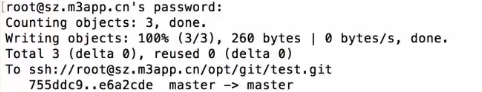 root@sz.m3app.cn's password:
Counting objects: 3, done.
Writing objects: 100% (3/3), 260 bytes | 0 bytes/s, done.
Total 3 (delta 0), reused 0 (delta 0)
To ssh://root@sz.m3app.cn/opt/git/test.git
   755ddc9..e6a2cde  master -> master